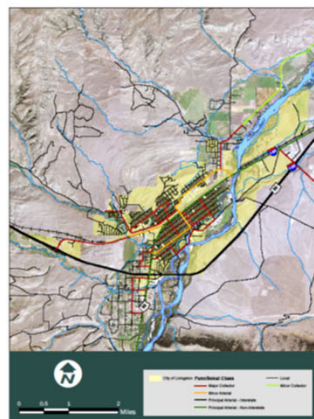 N
0 0.5 1 2
Miles
City of Livingston
Functional Class
Major Collector
Minor Arterial
Principal Arterial - Interstate
Principal Arterial - Non-Interstate
Local
Minor Collector